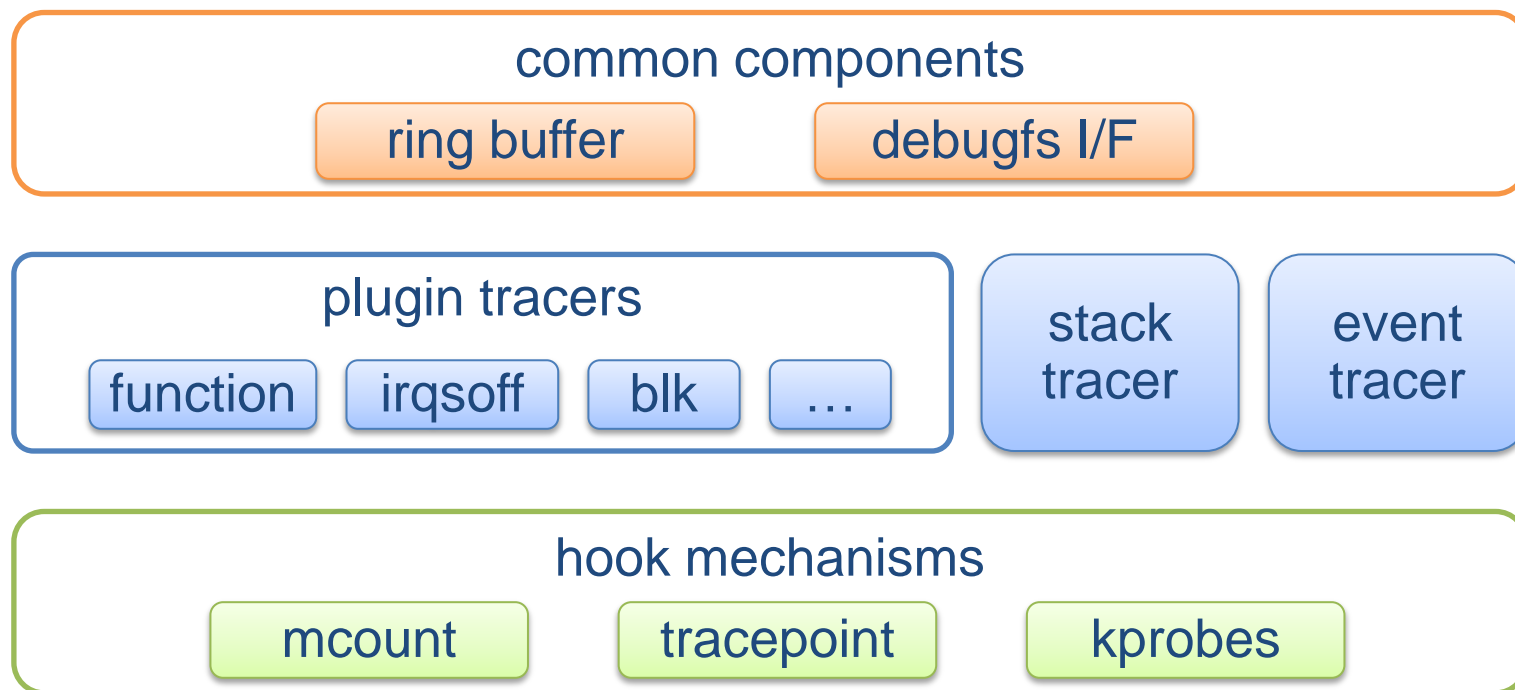 common components
ring buffer
debugfs I/F
plugin tracers
function
irqsoff
blk
…
stack
tracer
event
tracer
hook mechanisms
mcount
tracepoint
kprobes